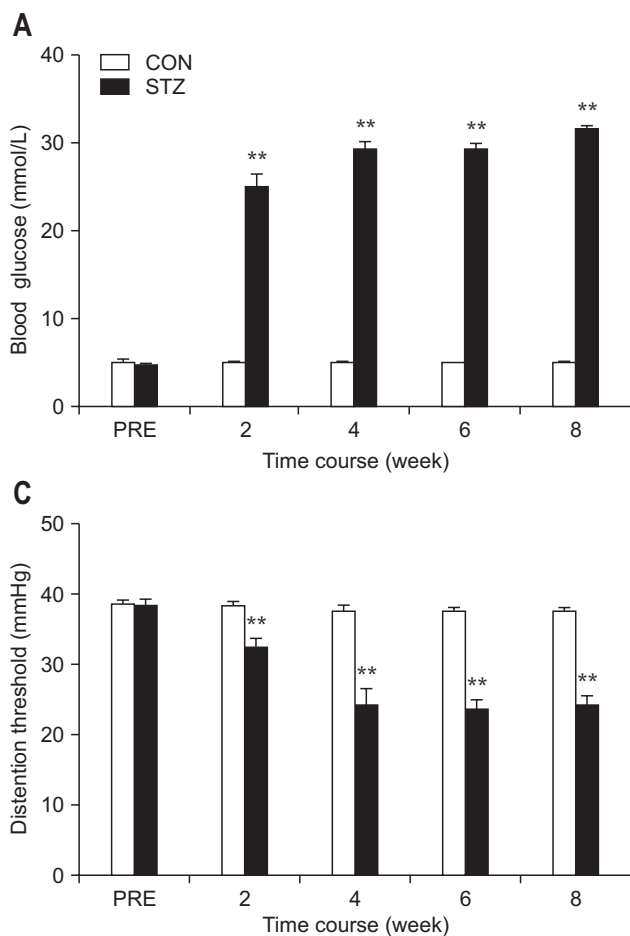 A
40
CON
STZ
**
**
**
**
30
20
10
0
Blood glucose (mmol/L)
PRE 2 4 6 8
Time course (week)
C
50
40
**
30
**
**
**
20
10
0
Distention threshold (mmHg)
PRE 2 4 6 8
Time course (week)